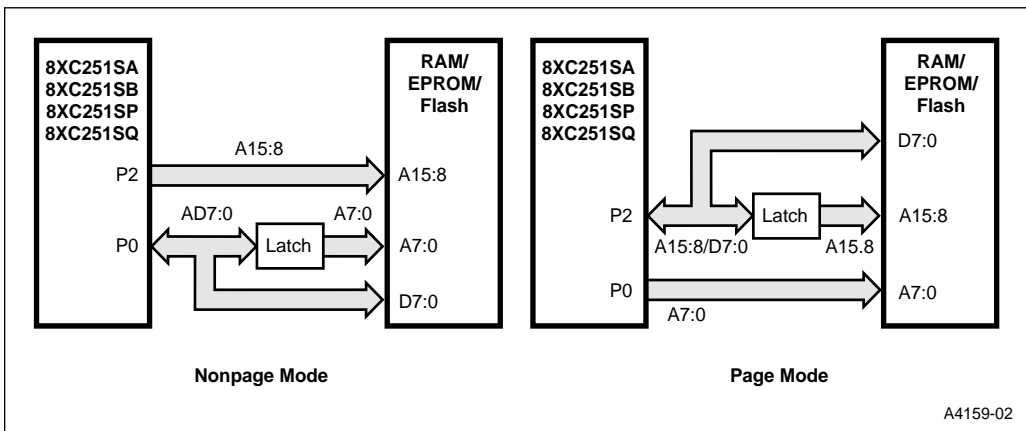 8XC251SA
8XC251SB
8XC251SP
8XC251SQ
RAM/
EPROM/
Flash
A15:8
P2
A15:8
AD7:0
A7:0
P0
Latch
A7:0
D7:0
Nonpage Mode
8XC251SA
8XC251SB
8XC251SP
8XC251SQ
RAM/
EPROM/
Flash
D7:0
P2
Latch
A15:8
A15:8/D7:0
A15.8
P0
A7:0
A7:0
Page Mode
A4159-02